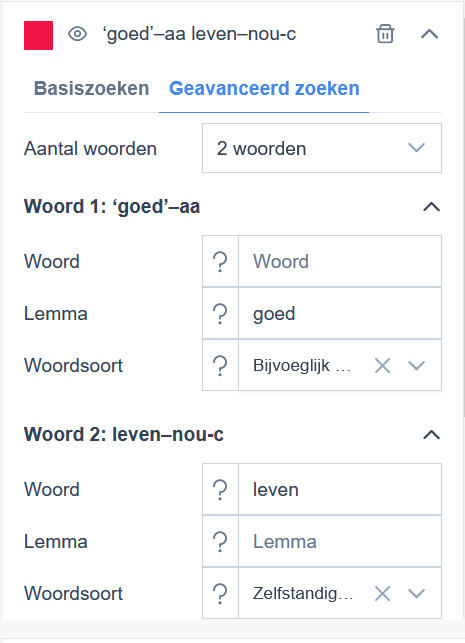 ‘goed’–aa leven–nou-c
Basiszoeken Geavanceerd zoeken
Aantal woorden 2 woorden
Woord 1: ‘goed’–aa
Woord ? Woord
Lemma ? goed
Woordsoort ? Bijvoeglijk ...
Woord 2: leven–nou-c
Woord ? leven
Lemma ? Lemma
Woordsoort ? Zelfstandig...